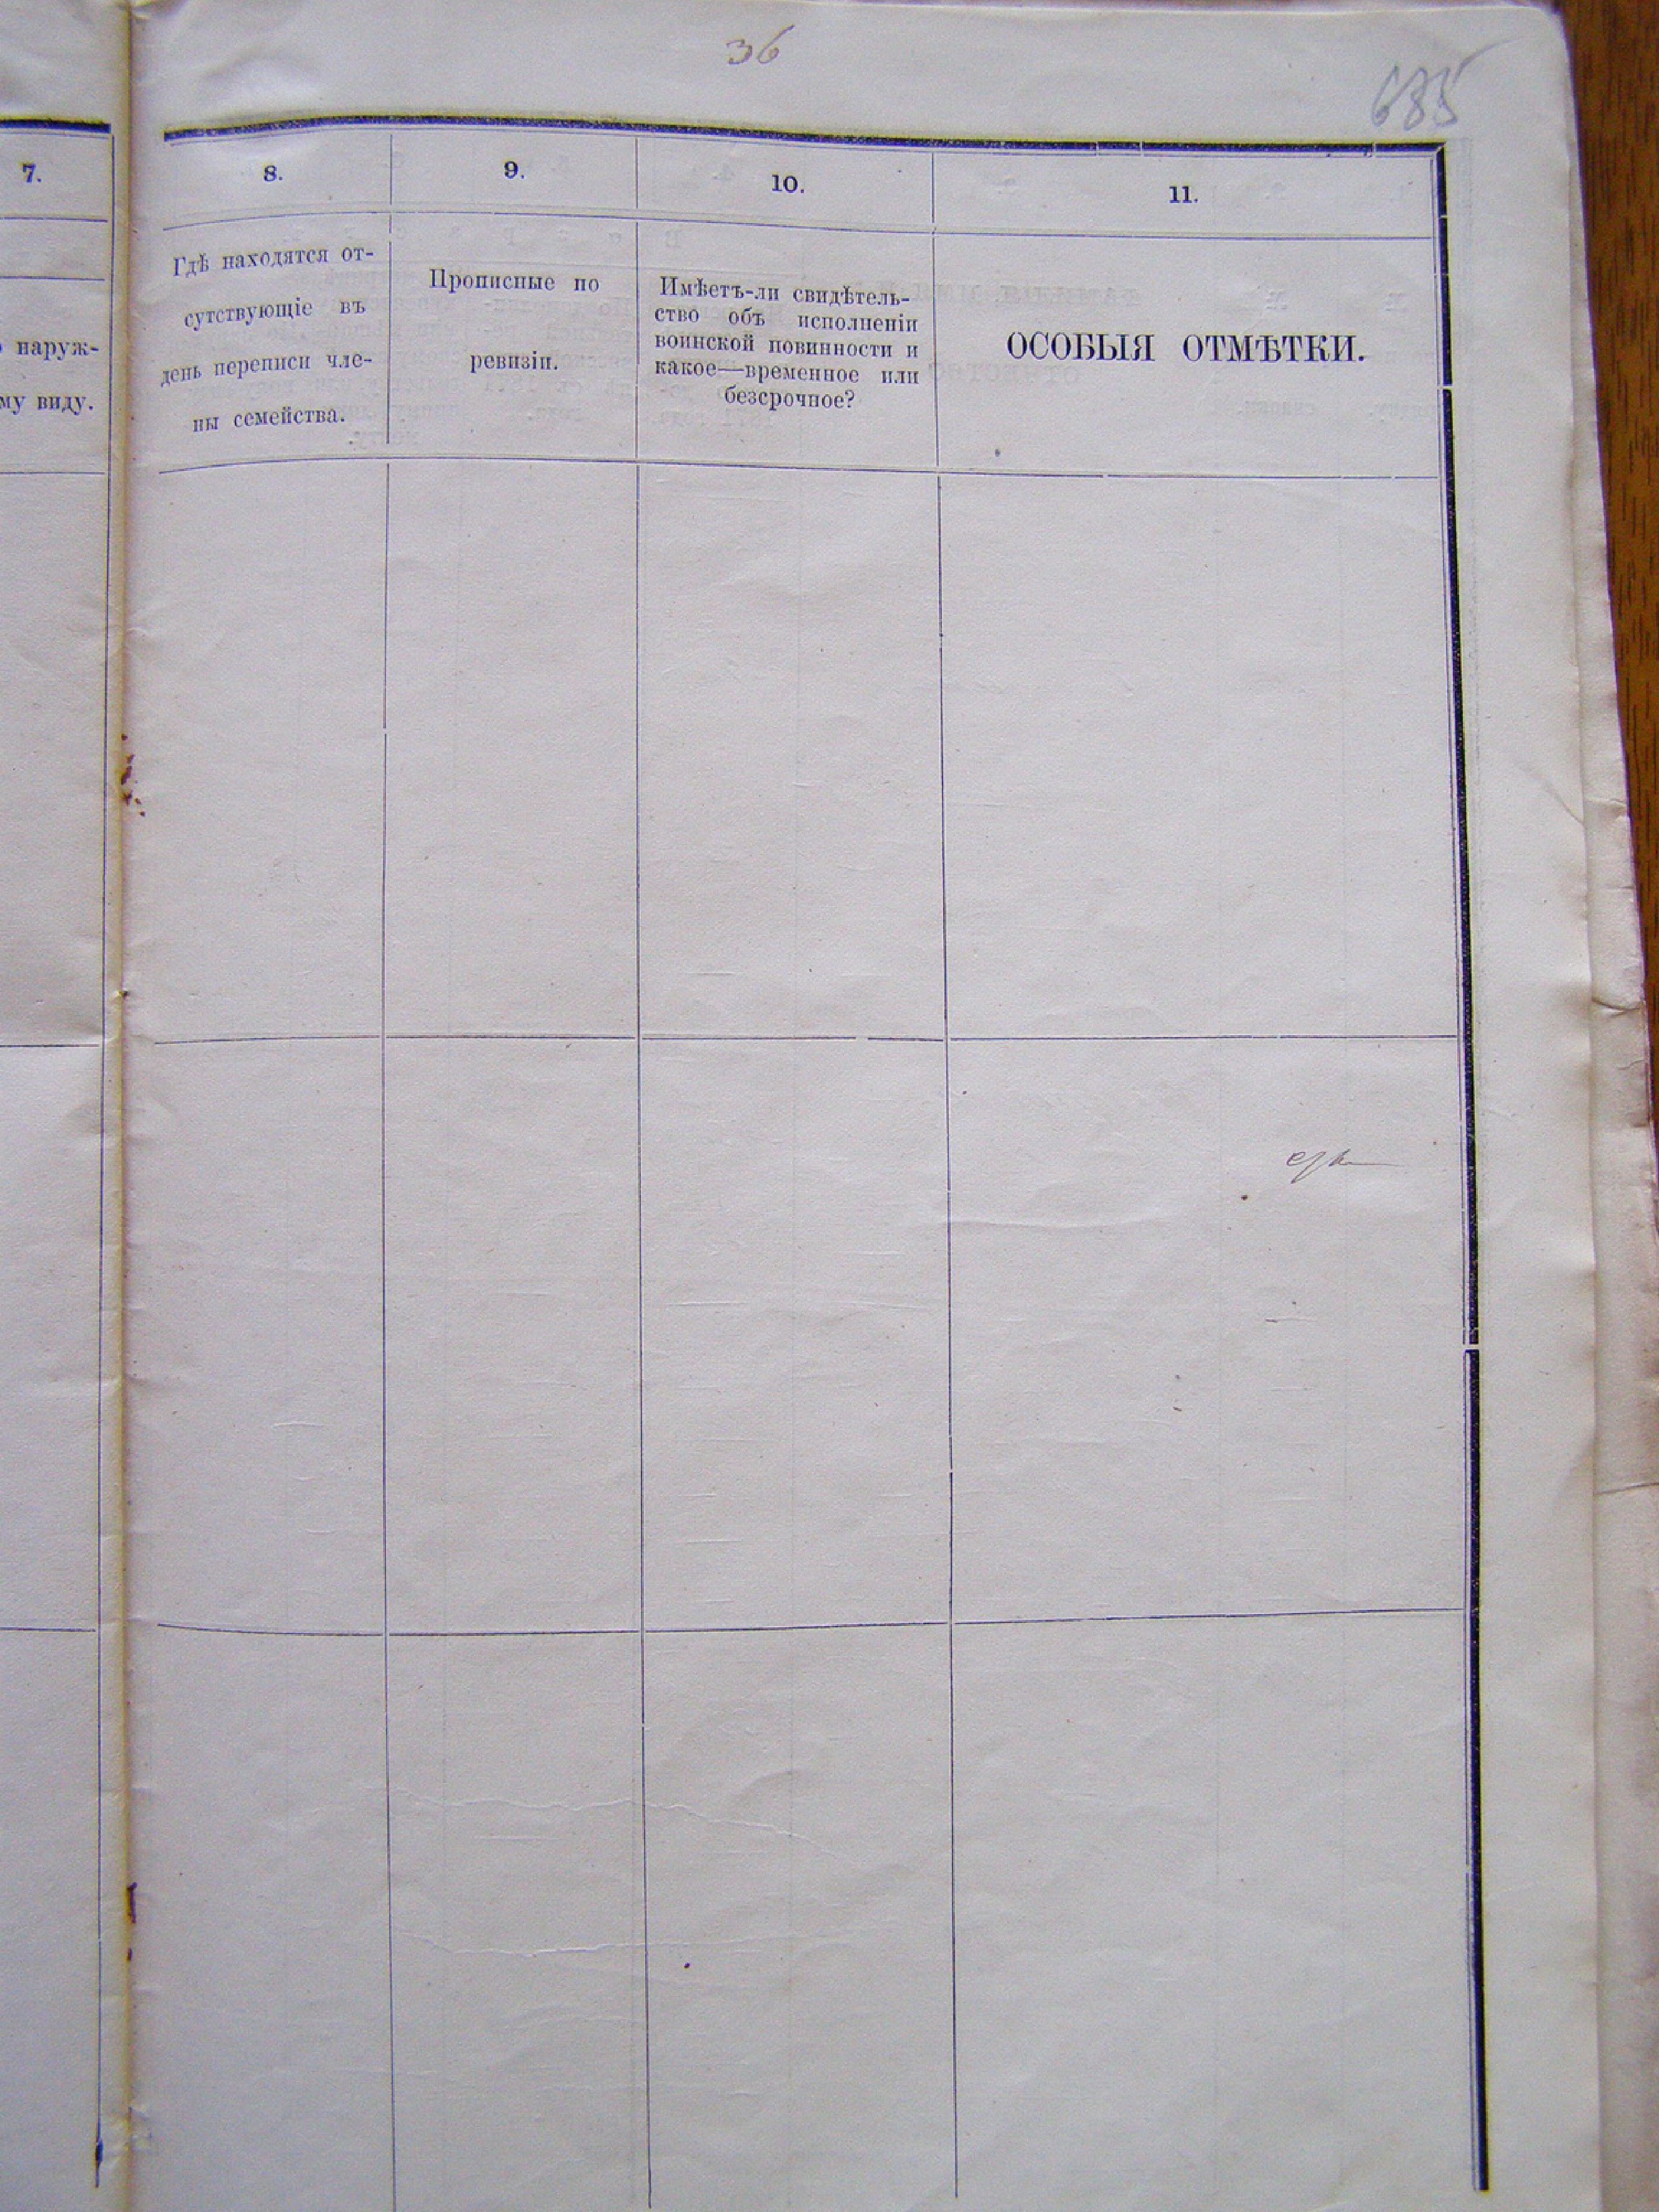 36
685
7.
8.
9.
10.
11.
наруж-
му виду.
Гдѣ находятся от-
сутствующіе въ
день переписи чле-
ны семейства.
Прописные по
ревизіи.
Имѣетъ-ли свидѣтель-
ство объ исполненіи
воинской повинности и
какое—временное или
безсрочное?
ОСОБЫЯ ОТМѢТКИ.